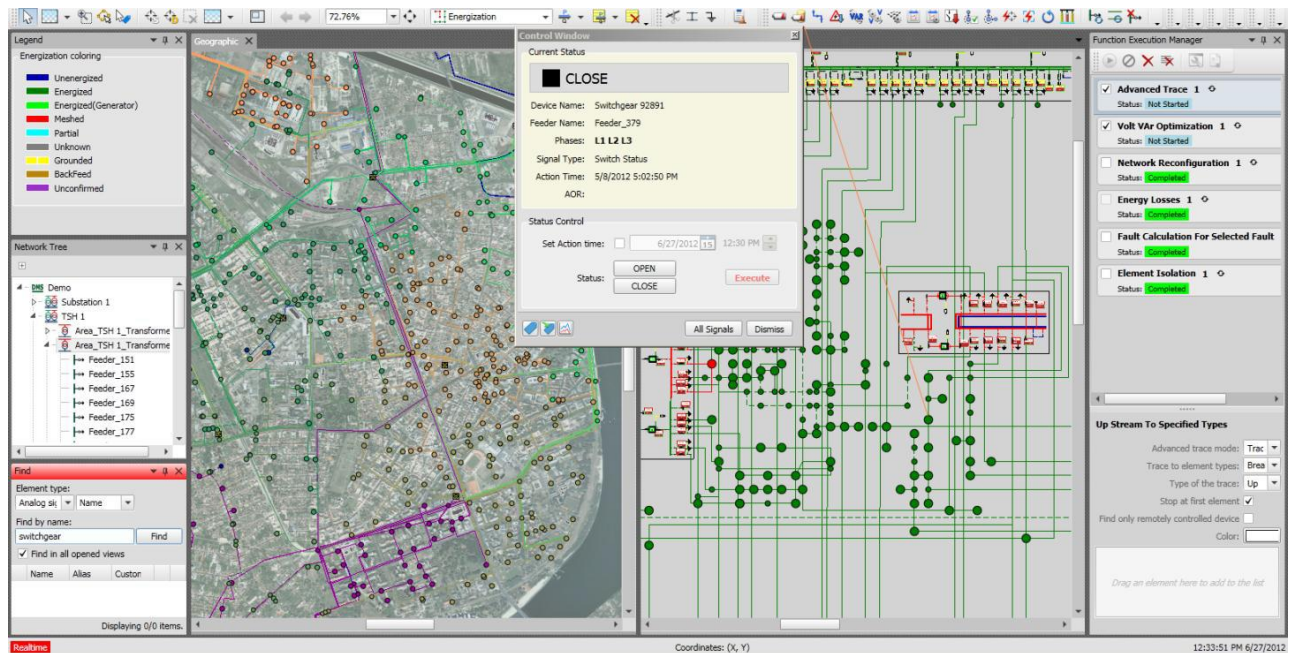 72.76%
Energization
Legend
Energization coloring
Unenergized
Energized
Energized(Generator)
Meshed
Partial
Unknown
Grounded
BackFeed
Unconfirmed
Network Tree
DMS Demo
Substation 1
TSH 1
Area_TSH 1_Transforme
Area_TSH 1_Transforme
Feeder_151
Feeder_155
Feeder_167
Feeder_169
Feeder_175
Feeder_177
Find
Element type:
Analog si
Name
Find by name:
switchgear
Find
Find in all opened views
Name Alias Custor
Displaying 0/0 items.
Geographic
Control Window
Current Status
CLOSE
Device Name: Switchgear 92891
Feeder Name: Feeder_379
Phases: L1 L2 L3
Signal Type: Switch Status
Action Time: 5/8/2012 5:02:50 PM
AOR:
Status Control
Set Action time: 6/27/2012 15 12:30 PM
Status: OPEN
CLOSE
Execute
All Signals Dismiss
Function Execution Manager
Advanced Trace 1
Status: Not Started
Volt VAr Optimization 1
Status: Not Started
Network Reconfiguration 1
Status: Completed
Energy Losses 1
Status: Completed
Fault Calculation For Selected Fault
Status: Completed
Element Isolation 1
Status: Completed
Up Stream To Specified Types
Advanced trace mode: Trac
Trace to element types: Brea
Type of the trace: Up
Stop at first element
Find only remotely controlled device
Color:
Drag an element here to add to the list
Realtime
Coordinates: (X, Y)
12:33:51 PM 6/27/2012